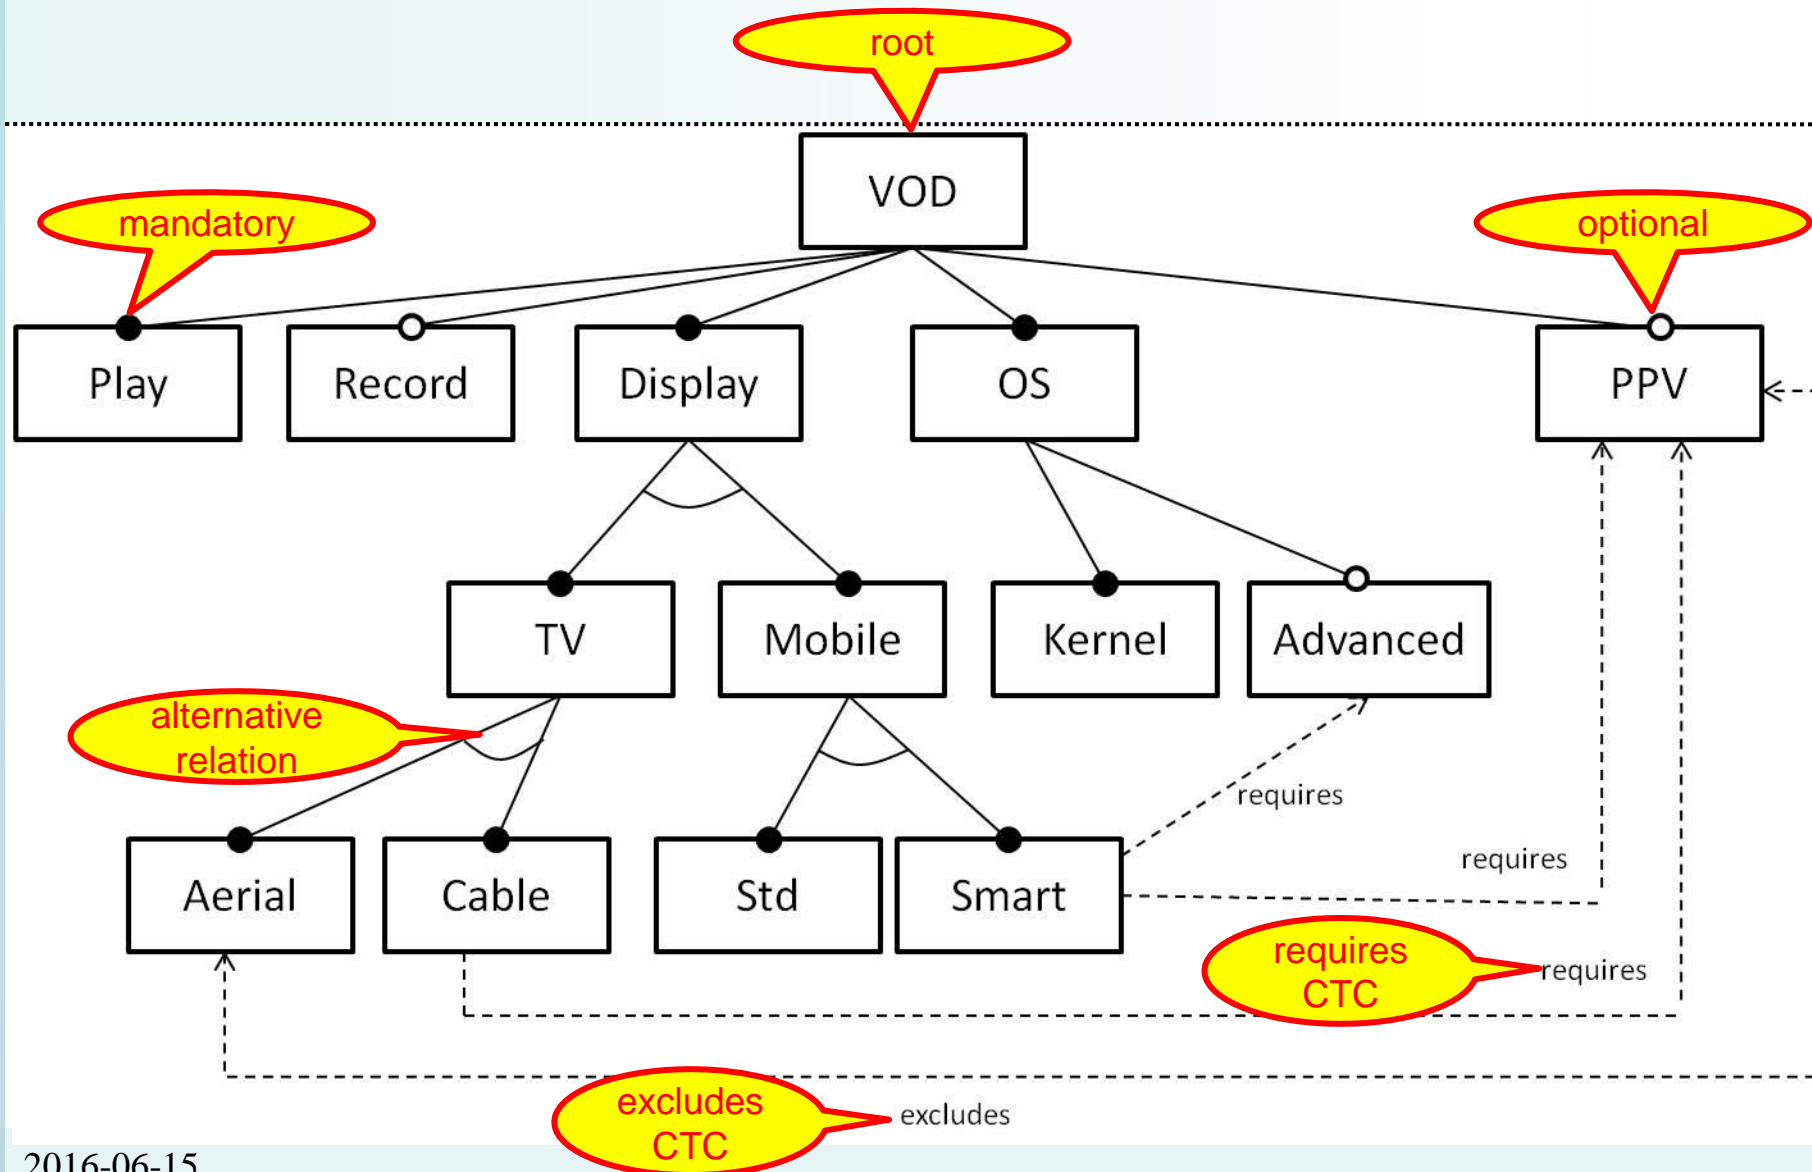 root
VOD
mandatory
optional
Play
Record
Display
OS
PPV
TV
Mobile
Kernel
Advanced
alternative
relation
requires
requires
Aerial
Cable
Std
Smart
requires
CTC
requires
excludes
CTC
excludes
2016-06-15